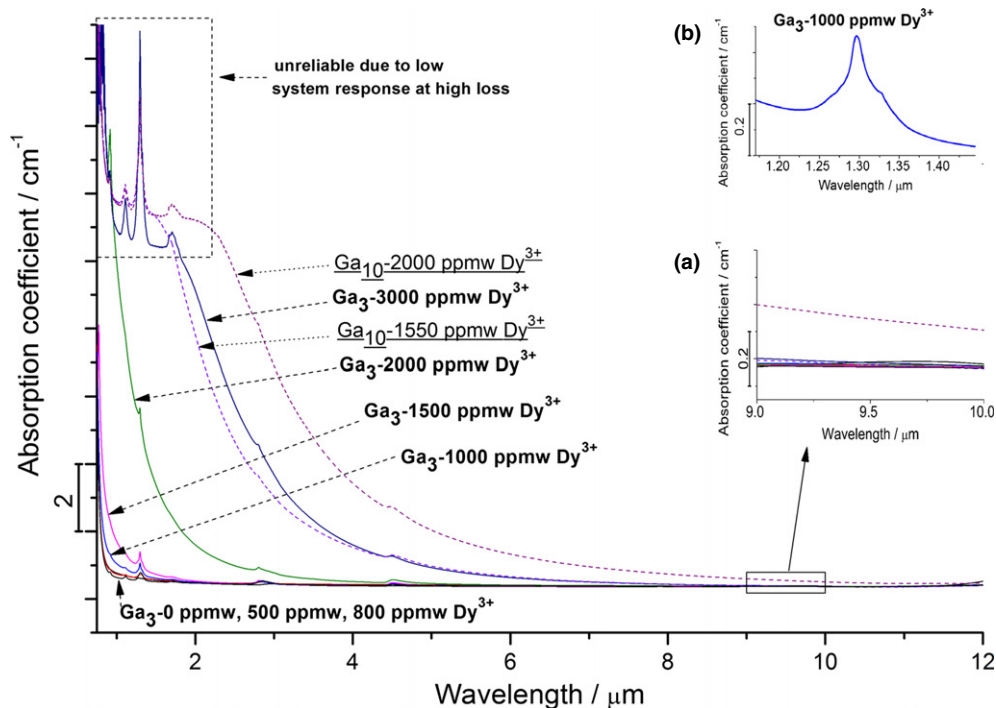 (b)
Ga3-1000 ppmw Dy3+
Absorption coefficient / cm-1
0.2
1.20 1.25 1.30 1.35 1.40
Wavelength / μm
unreliable due to low
system response at high loss
Ga10-2000 ppmw Dy3+
Ga3-3000 ppmw Dy3+
Ga10-1550 ppmw Dy3+
Ga3-2000 ppmw Dy3+
Ga3-1500 ppmw Dy3+
Ga3-1000 ppmw Dy3+
Ga3-0 ppmw, 500 ppmw, 800 ppmw Dy3+
(a)
Absorption coefficient / cm-1
0.2
9.0 9.5 10.0
Wavelength / μm
Absorption coefficient / cm-1
2
2 4 6 8 10 12
Wavelength / μm